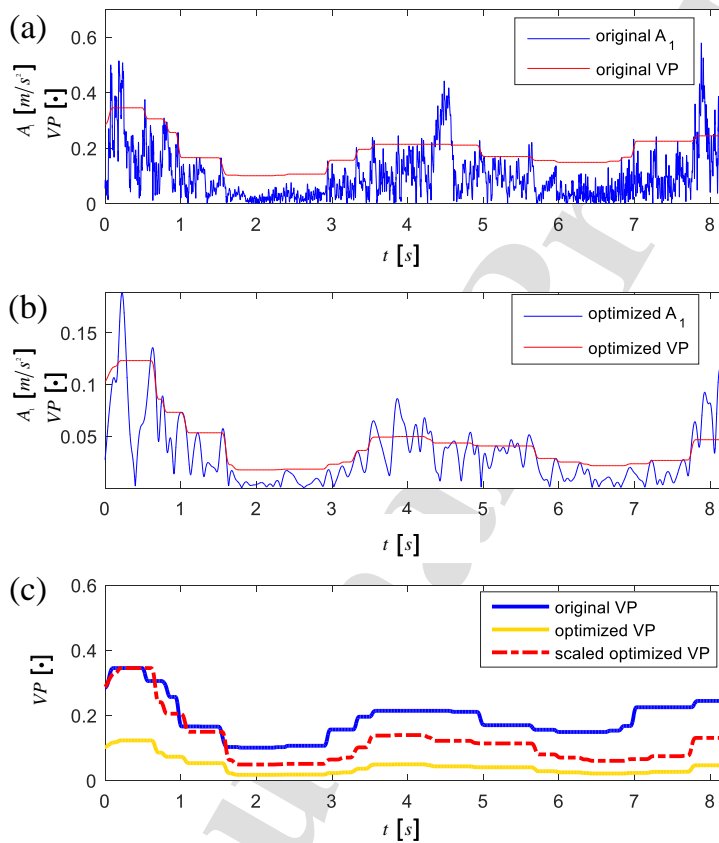 (a)
0.6
0.4
0.2
0
A₁ [m/s²]
VP [•]
original A₁
original VP
0 1 2 3 4 5 6 7 8
t [s]
(b)
0.15
0.1
0.05
A₁ [m/s²]
VP [•]
optimized A₁
optimized VP
0 1 2 3 4 5 6 7 8
t [s]
(c)
0.6
0.4
0.2
0
VP [•]
original VP
optimized VP
scaled optimized VP
0 1 2 3 4 5 6 7 8
t [s]